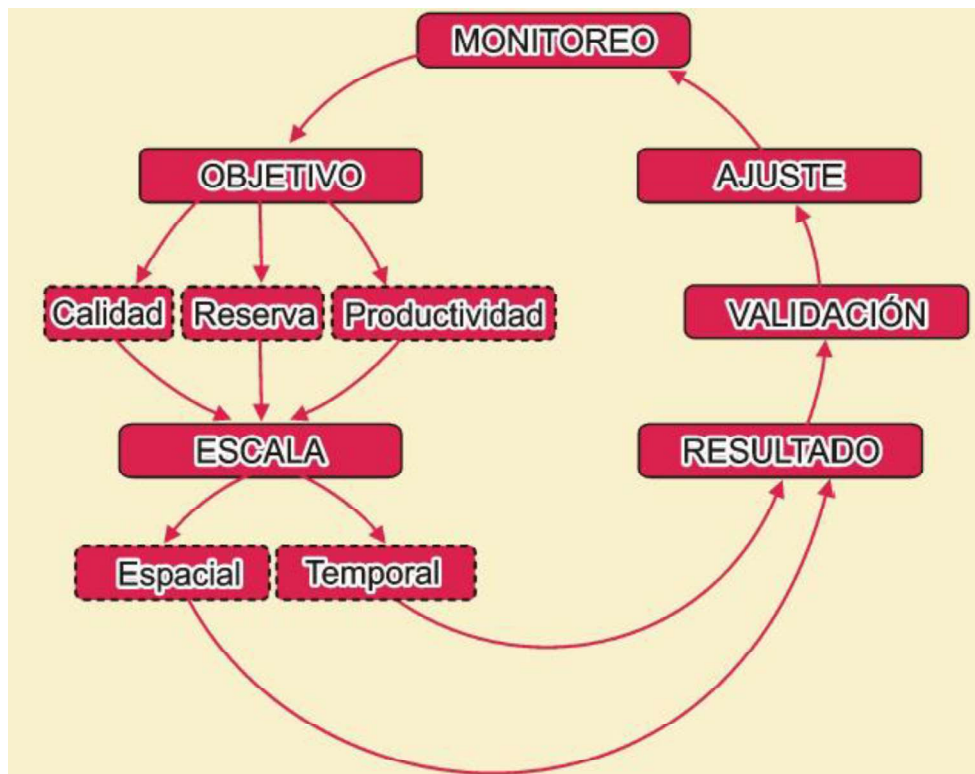 MONITOREO
OBJETIVO
AJUSTE
Calidad
Reserva
Productividad
VALIDACIÓN
ESCALA
RESULTADO
Espacial
Temporal